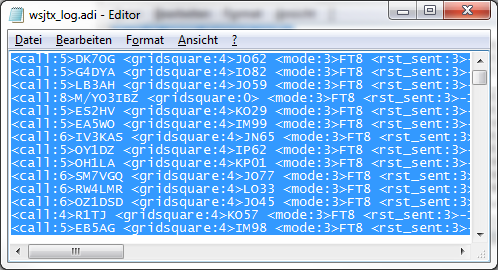 wsjtx_log.adi - Editor
Datei Bearbeiten Format Ansicht ?
<call:5>DK7OG <gridsquare:4>JO62 <mode:3>FT8 <rst_sent:3>
<call:5>G4DYA <gridsquare:4>IO82 <mode:3>FT8 <rst_sent:3>
<call:5>LB3AH <gridsquare:4>JO59 <mode:3>FT8 <rst_sent:3>
<call:8>M/YO3IBZ <gridsquare:0> <mode:3>FT8 <rst_sent:3>-
<call:5>ES2HV <gridsquare:4>KO29 <mode:3>FT8 <rst_sent:3>
<call:5>EA5WO <gridsquare:4>IM99 <mode:3>FT8 <rst_sent:3>
<call:6>IV3KAS <gridsquare:4>JN65 <mode:3>FT8 <rst_sent:3>
<call:5>OY1DZ <gridsquare:4>IP62 <mode:3>FT8 <rst_sent:3>
<call:5>OH1LA <gridsquare:4>KP01 <mode:3>FT8 <rst_sent:3>
<call:6>SM7VGQ <gridsquare:4>JO77 <mode:3>FT8 <rst_sent:3>
<call:6>RW4LMR <gridsquare:4>LO33 <mode:3>FT8 <rst_sent:3>
<call:6>OZ1DSD <gridsquare:4>JO45 <mode:3>FT8 <rst_sent:3>
<call:4>R1TJ <gridsquare:4>KO57 <mode:3>FT8 <rst_sent:3>-
<call:5>EB5AG <gridsquare:4>IM98 <mode:3>FT8 <rst_sent:3>